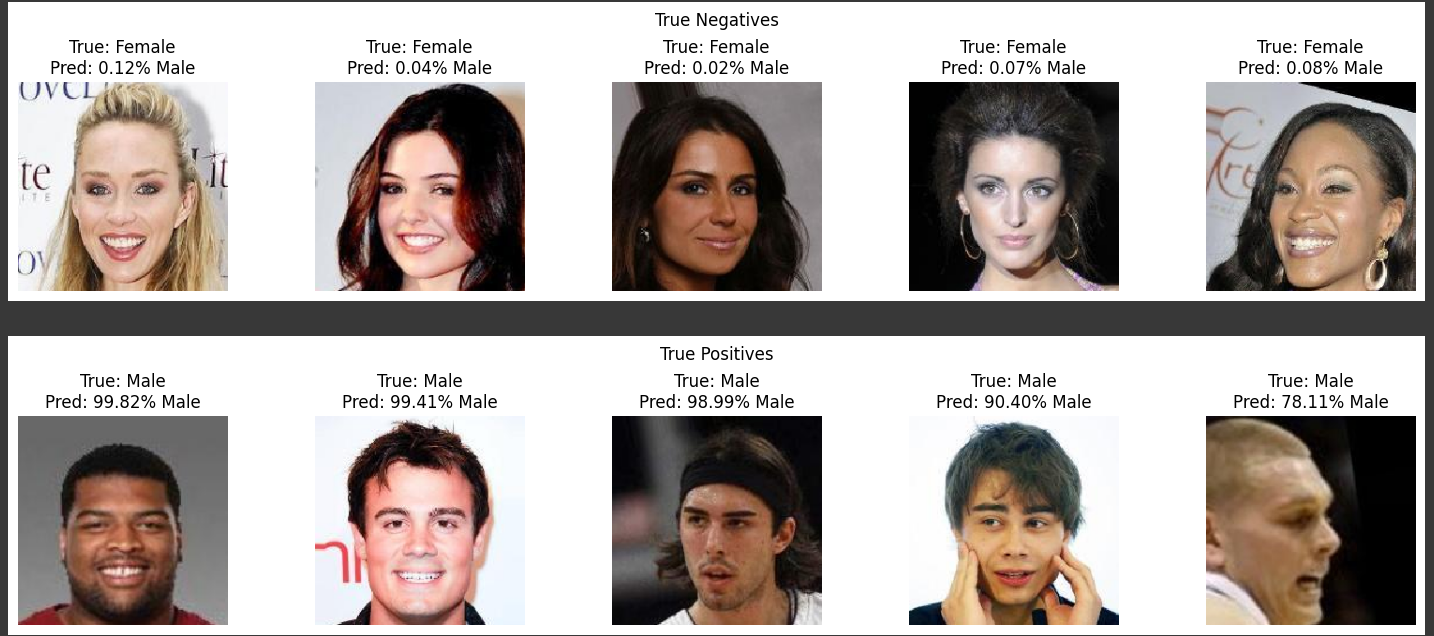 True Negatives
True: Female
Pred: 0.12% Male
True: Female
Pred: 0.04% Male
True: Female
Pred: 0.02% Male
True: Female
Pred: 0.07% Male
True: Female
Pred: 0.08% Male
te
Lit
True Positives
True: Male
Pred: 99.82% Male
True: Male
Pred: 99.41% Male
True: Male
Pred: 98.99% Male
True: Male
Pred: 90.40% Male
True: Male
Pred: 78.11% Male